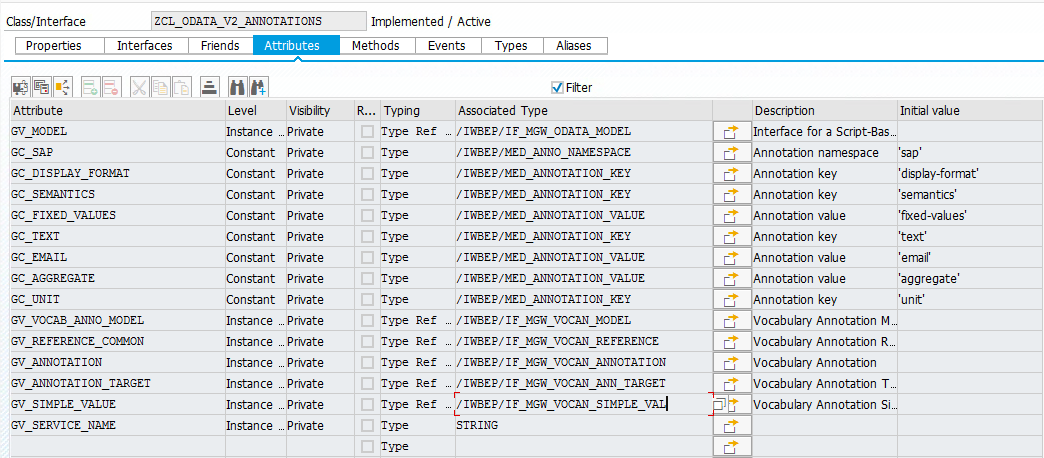 Class/Interface ZCL_ODATA_V2_ANNOTATIONS Implemented / Active
Properties Interfaces Friends Attributes Methods Events Types Aliases
Filter
Attribute Level Visibility R... Typing Associated Type Description Initial value
GV_MODEL Instance ... Private Type Ref ... /IWBEP/IF_MGW_ODATA_MODEL Interface for a Script-Bas...
GC_SAP Constant Private Type /IWBEP/MED_ANNO_NAMESPACE Annotation namespace 'sap'
GC_DISPLAY_FORMAT Constant Private Type /IWBEP/MED_ANNOTATION_KEY Annotation key 'display-format'
GC_SEMANTICS Constant Private Type /IWBEP/MED_ANNOTATION_KEY Annotation key 'semantics'
GC_FIXED_VALUES Constant Private Type /IWBEP/MED_ANNOTATION_VALUE Annotation value 'fixed-values'
GC_TEXT Constant Private Type /IWBEP/MED_ANNOTATION_KEY Annotation key 'text'
GC_EMAIL Constant Private Type /IWBEP/MED_ANNOTATION_VALUE Annotation value 'email'
GC_AGGREGATE Constant Private Type /IWBEP/MED_ANNOTATION_VALUE Annotation value 'aggregate'
GC_UNIT Constant Private Type /IWBEP/MED_ANNOTATION_KEY Annotation key 'unit'
GV_VOCAB_ANNO_MODEL Instance ... Private Type Ref ... /IWBEP/IF_MGW_VOCAN_MODEL Vocabulary Annotation M...
GV_REFERENCE_COMMON Instance ... Private Type Ref ... /IWBEP/IF_MGW_VOCAN_REFERENCE Vocabulary Annotation R...
GV_ANNOTATION Instance ... Private Type Ref ... /IWBEP/IF_MGW_VOCAN_ANNOTATION Vocabulary Annotation
GV_ANNOTATION_TARGET Instance ... Private Type Ref ... /IWBEP/IF_MGW_VOCAN_ANN_TARGET Vocabulary Annotation T...
GV_SIMPLE_VALUE Instance ... Private Type Ref ... /IWBEP/IF_MGW_VOCAN_SIMPLE_VAL Vocabulary Annotation Si...
GV_SERVICE_NAME Instance ... Private Type STRING
Type